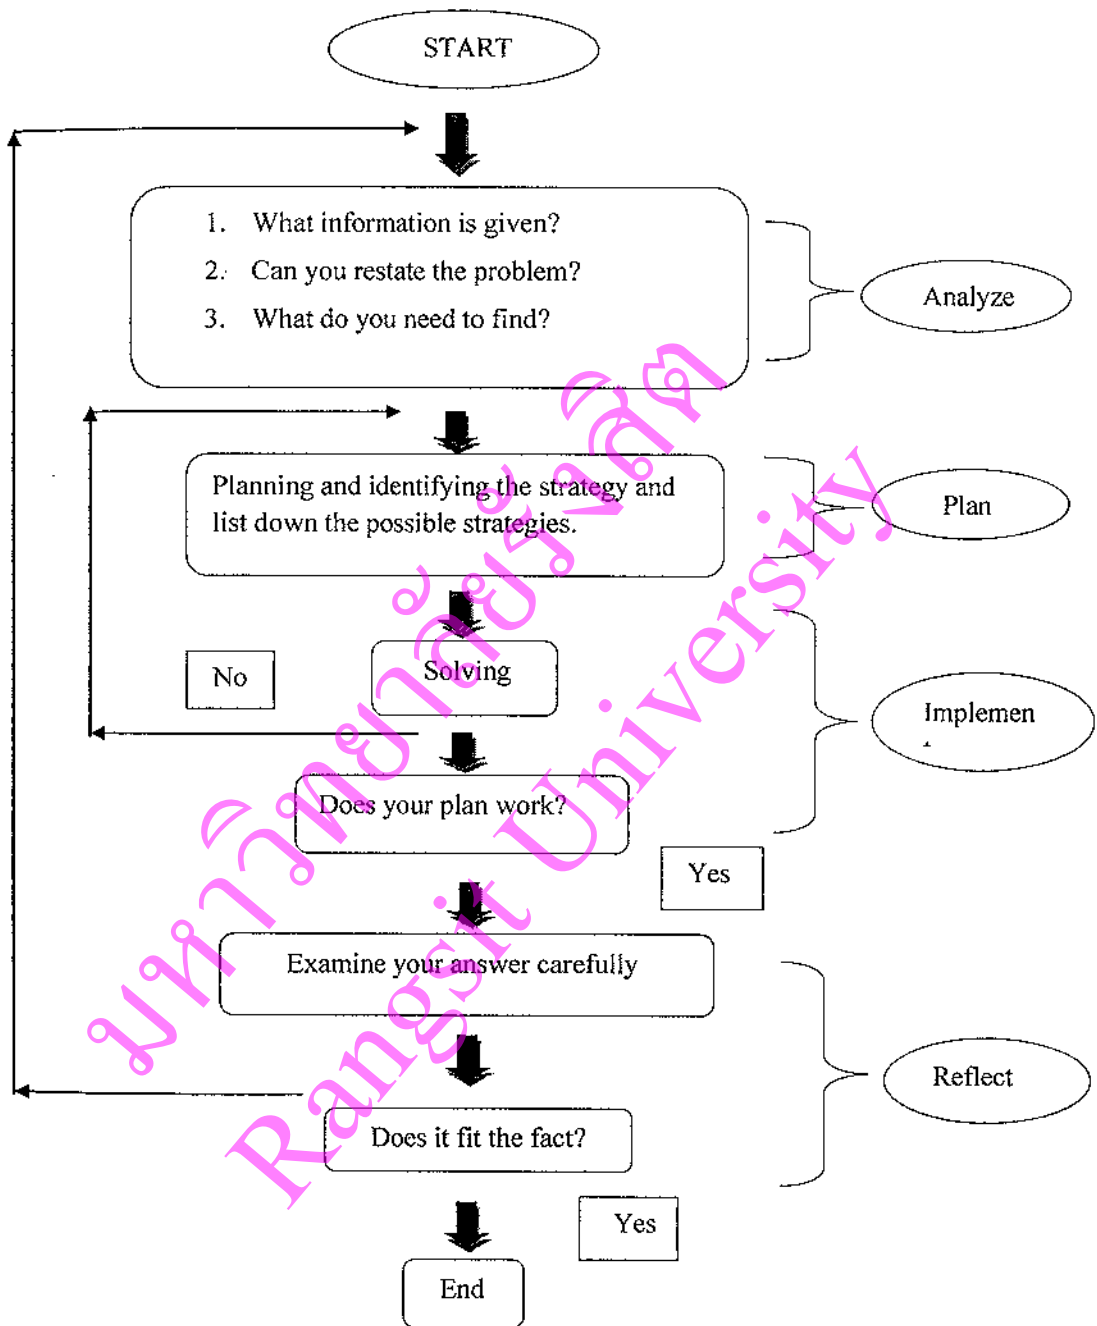 START
1. What information is given?
2. Can you restate the problem?
3. What do you need to find?
Analyze
Planning and identifying the strategy and
list down the possible strategies.
Plan
No
Solving
Implemen
Does your plan work?
Yes
Examine your answer carefully
Reflect
Does it fit the fact?
Yes
End
มหาวิทยาลัยรังสิต
Rangsit University